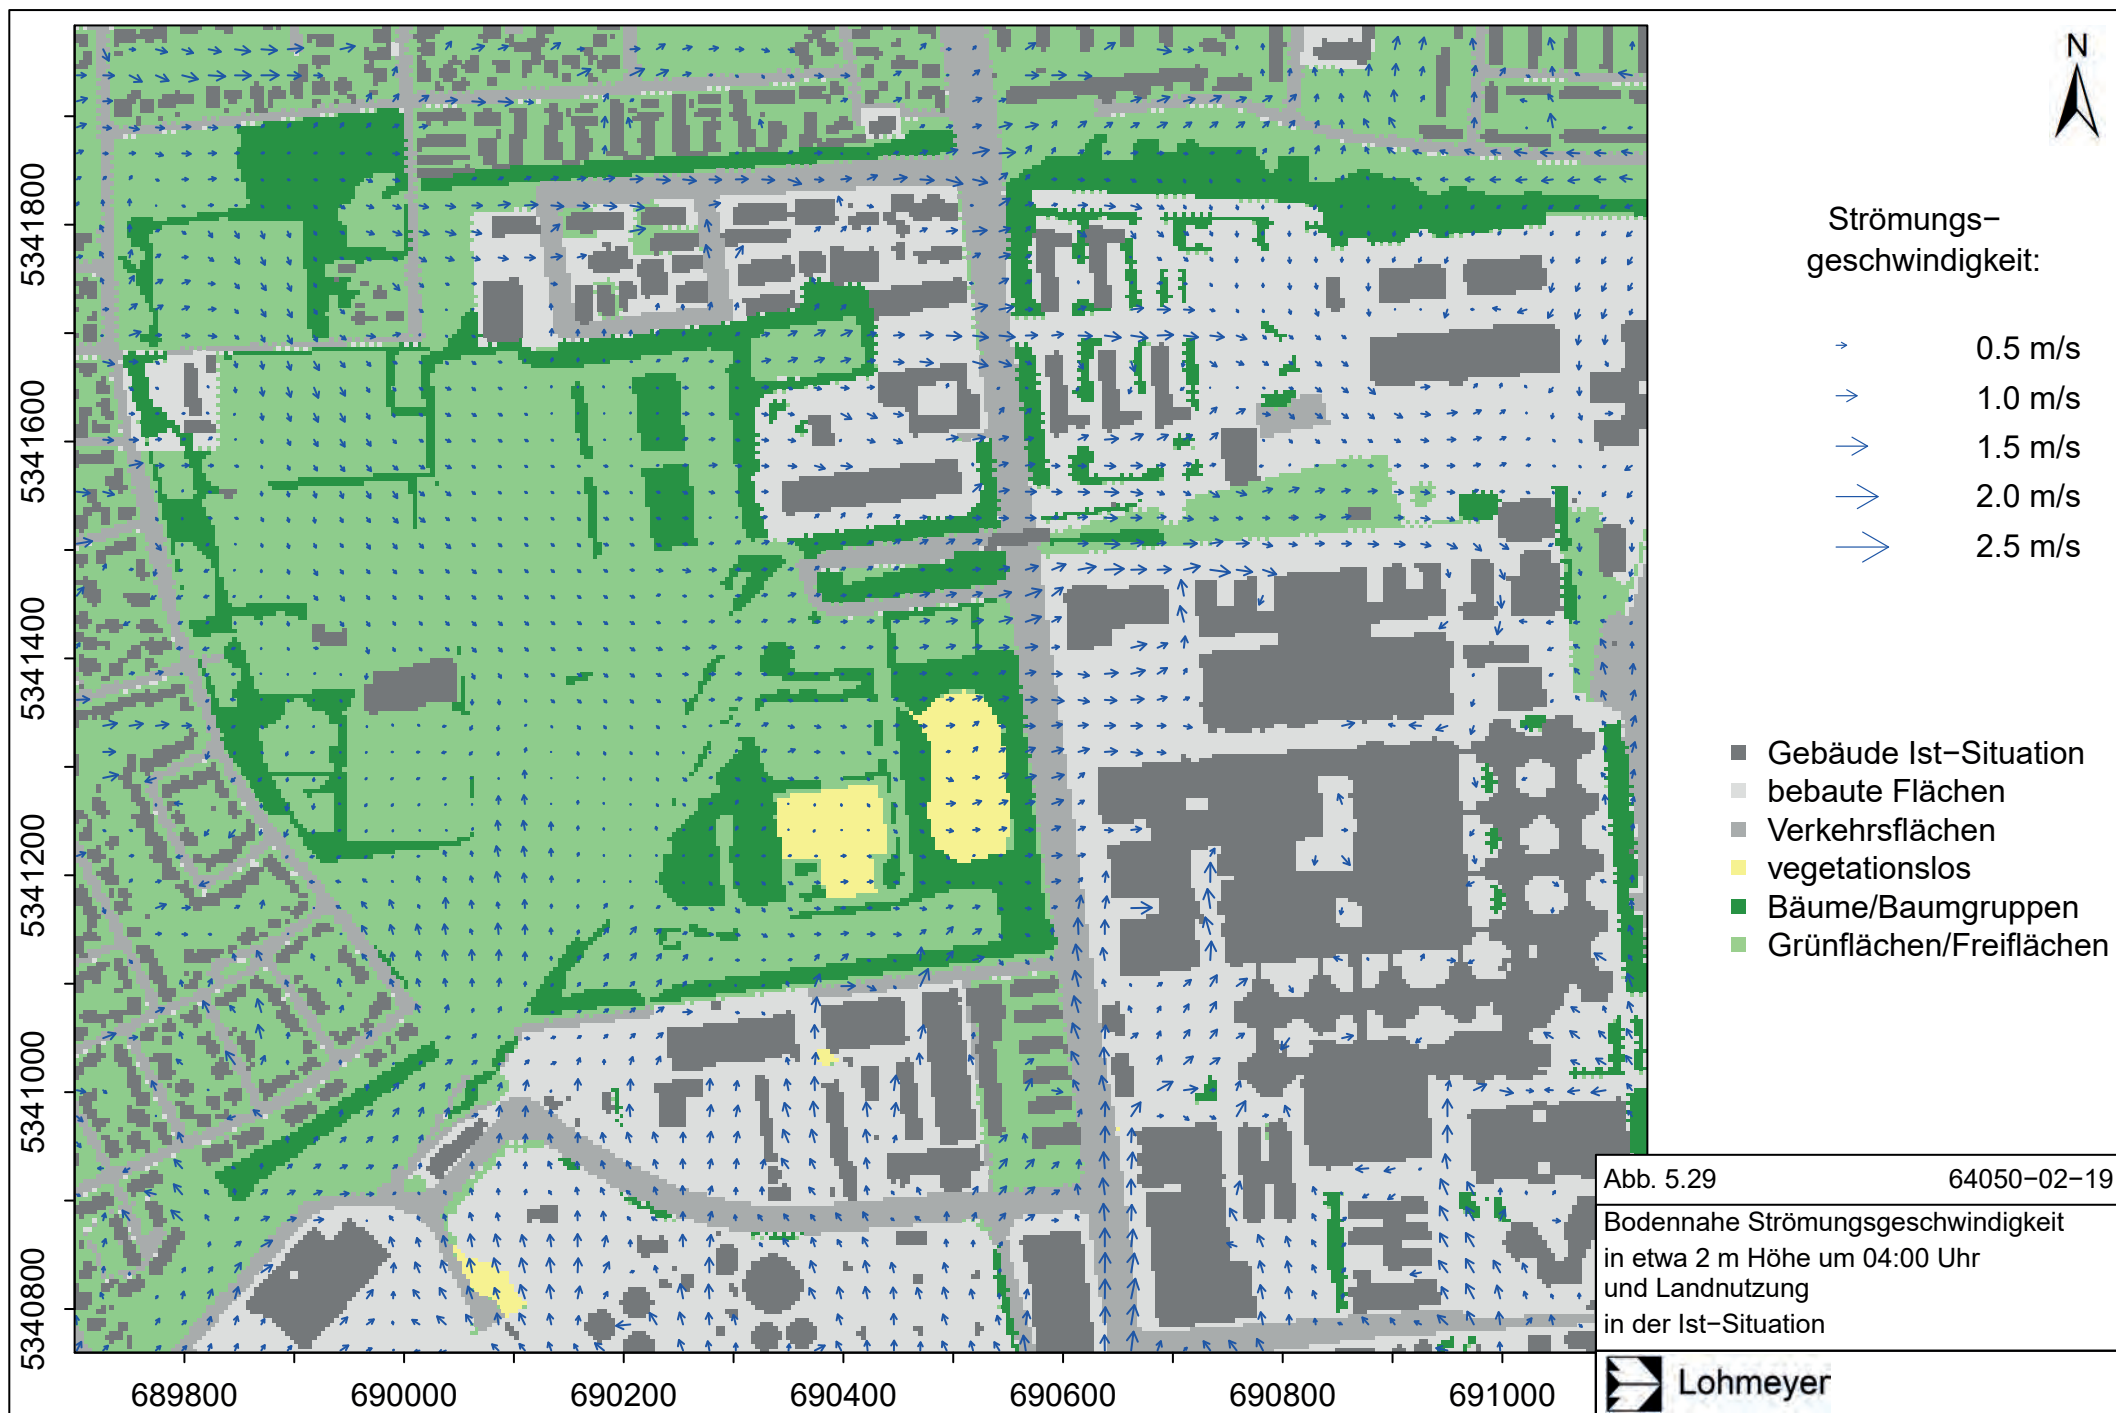 N
Strömungs−
geschwindigkeit:
0.5 m/s
1.0 m/s
1.5 m/s
2.0 m/s
2.5 m/s
Gebäude Ist−Situation
bebaute Flächen
Verkehrsflächen
vegetationslos
Bäume/Baumgruppen
Grünflächen/Freiflächen
5341800
5341600
5341400
5341200
5341000
5340800
689800 690000 690200 690400 690600 690800 691000
Abb. 5.29 64050−02−19
Bodennahe Strömungsgeschwindigkeit
in etwa 2 m Höhe um 04:00 Uhr
und Landnutzung
in der Ist−Situation
Lohmeyer